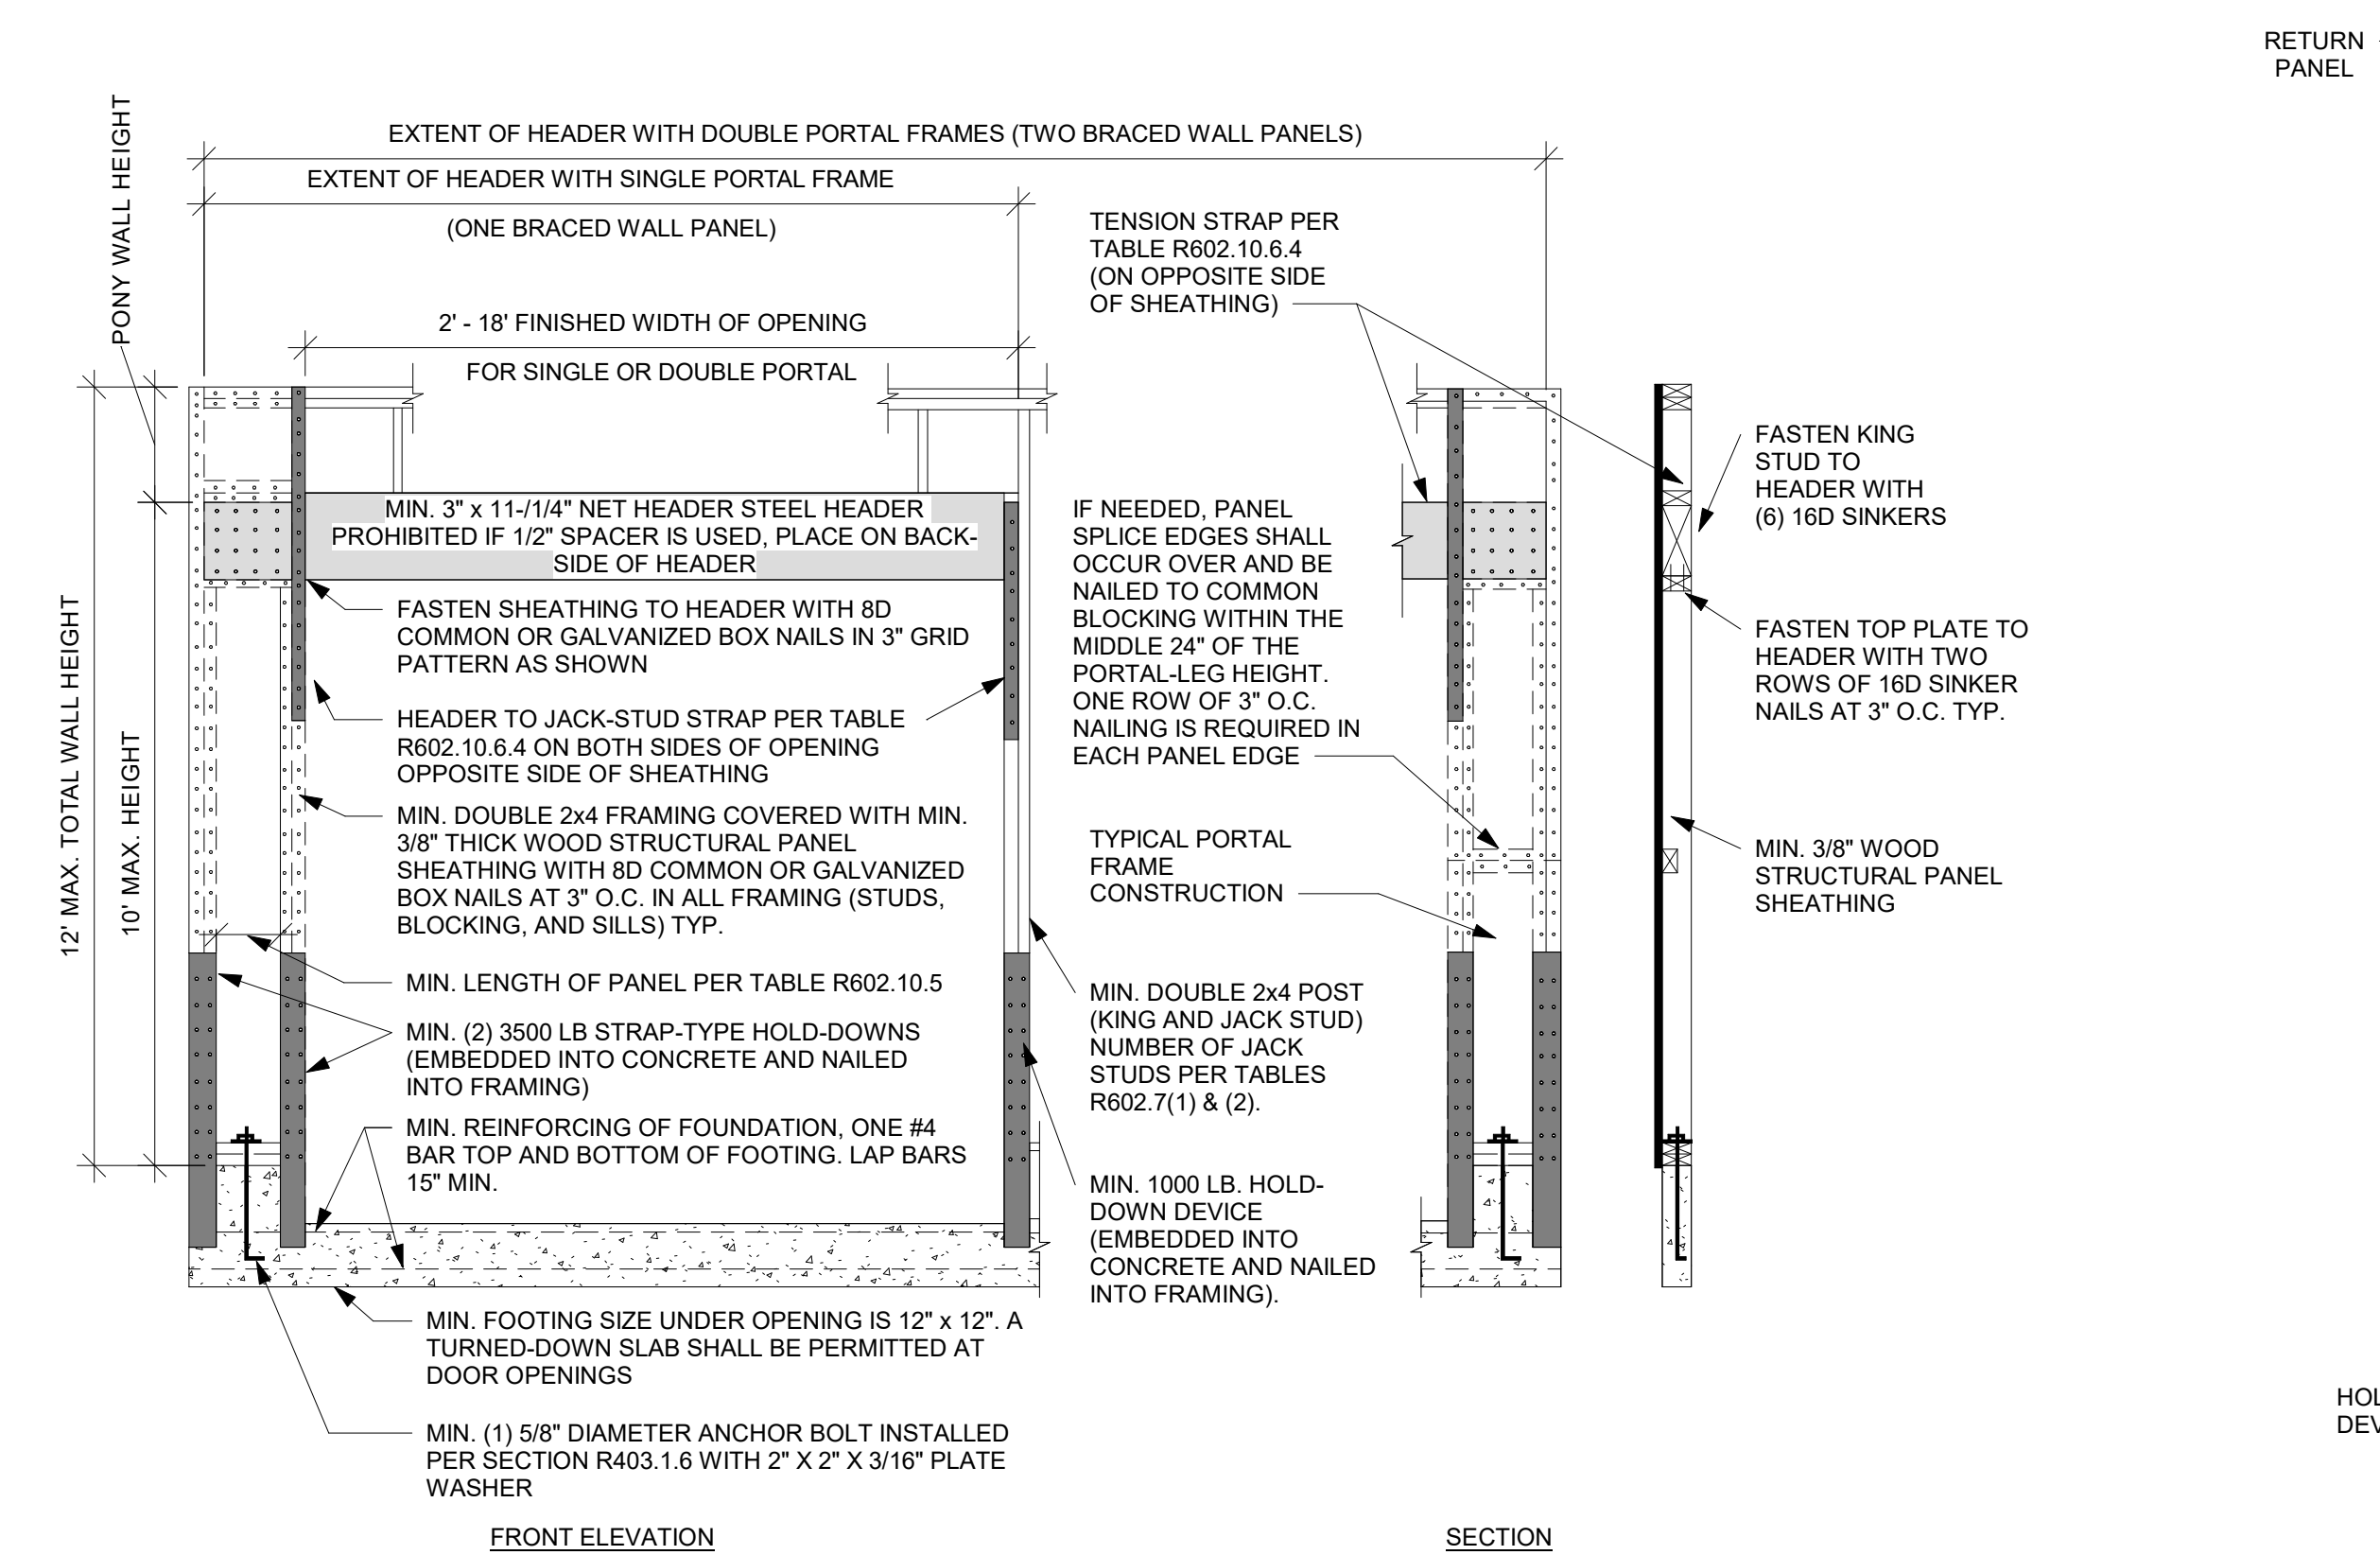 RETURN
PANEL
PONY WALL HEIGHT
EXTENT OF HEADER WITH DOUBLE PORTAL FRAMES (TWO BRACED WALL PANELS)
EXTENT OF HEADER WITH SINGLE PORTAL FRAME
(ONE BRACED WALL PANEL)
2' - 18' FINISHED WIDTH OF OPENING
FOR SINGLE OR DOUBLE PORTAL
TENSION STRAP PER
TABLE R602.10.6.4
(ON OPPOSITE SIDE
OF SHEATHING)
FASTEN KING
STUD TO
HEADER WITH
(6) 16D SINKERS
MIN. 3" x 11-/1/4" NET HEADER STEEL HEADER
PROHIBITED IF 1/2" SPACER IS USED, PLACE ON BACK-
SIDE OF HEADER
IF NEEDED, PANEL
SPLICE EDGES SHALL
OCCUR OVER AND BE
NAILED TO COMMON
BLOCKING WITHIN THE
MIDDLE 24" OF THE
PORTAL-LEG HEIGHT.
ONE ROW OF 3" O.C.
NAILING IS REQUIRED IN
EACH PANEL EDGE
12' MAX. TOTAL WALL HEIGHT
10' MAX. HEIGHT
FASTEN SHEATHING TO HEADER WITH 8D
COMMON OR GALVANIZED BOX NAILS IN 3" GRID
PATTERN AS SHOWN
FASTEN TOP PLATE TO
HEADER WITH TWO
ROWS OF 16D SINKER
NAILS AT 3" O.C. TYP.
HEADER TO JACK-STUD STRAP PER TABLE
R602.10.6.4 ON BOTH SIDES OF OPENING
OPPOSITE SIDE OF SHEATHING
MIN. DOUBLE 2x4 FRAMING COVERED WITH MIN.
3/8" THICK WOOD STRUCTURAL PANEL
SHEATHING WITH 8D COMMON OR GALVANIZED
BOX NAILS AT 3" O.C. IN ALL FRAMING (STUDS,
BLOCKING, AND SILLS) TYP.
TYPICAL PORTAL
FRAME
CONSTRUCTION
MIN. 3/8" WOOD
STRUCTURAL PANEL
SHEATHING
MIN. LENGTH OF PANEL PER TABLE R602.10.5
MIN. (2) 3500 LB STRAP-TYPE HOLD-DOWNS
(EMBEDDED INTO CONCRETE AND NAILED
INTO FRAMING)
MIN. DOUBLE 2x4 POST
(KING AND JACK STUD)
NUMBER OF JACK
STUDS PER TABLES
R602.7(1) & (2).
MIN. REINFORCING OF FOUNDATION, ONE #4
BAR TOP AND BOTTOM OF FOOTING. LAP BARS
15" MIN.
MIN. 1000 LB. HOLD-
DOWN DEVICE
(EMBEDDED INTO
CONCRETE AND NAILED
INTO FRAMING).
MIN. FOOTING SIZE UNDER OPENING IS 12" x 12". A
TURNED-DOWN SLAB SHALL BE PERMITTED AT
DOOR OPENINGS
MIN. (1) 5/8" DIAMETER ANCHOR BOLT INSTALLED
PER SECTION R403.1.6 WITH 2" X 2" X 3/16" PLATE
WASHER
FRONT ELEVATION
SECTION